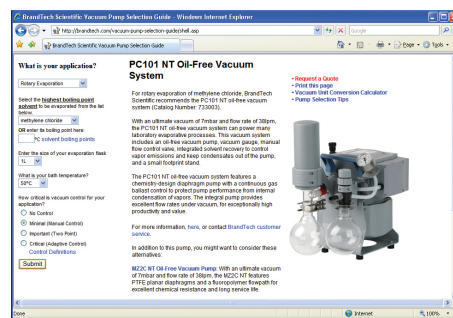 BrandTech Scientific Vacuum Pump Selection Guide - Windows Internet Explorer
http://brandtech.com/vacuum-pump-selection-guide/shell.asp
Google
BrandTech Scientific Vacuum Pump Selection Guide
Page
Tools
What is your application?
Rotary Evaporation
Select the highest boiling point
solvent to be evaporated from the list
below.
methylene chloride
OR enter its boiling point here:
°C solvent boiling points
Enter the size of your evaporation flask
1L
What is your bath temperature?
50°C
How critical is vacuum control for your
application?
No Control
Minimal (Manual Control)
Important (Two Point)
Critical (Adaptive Control)
Control Definitions
Submit
PC101 NT Oil-Free Vacuum
System
For rotary evaporation of methylene chloride, BrandTech
Scientific recommends the PC101 NT oil-free vacuum
system (Catalog Number: 733003).
With an ultimate vacuum of 7mbar and flow rate of 38lpm,
the PC101 NT oil-free vacuum system can power many
laboratory evaporative processes. This vacuum system
includes an oil-free vacuum pump, vacuum gauge, manual
flow control valve, integrated solvent recovery to control
vapor emissions and keep condensates out of the pump,
and a small footprint stand.
The PC101 NT oil-free vacuum system features a
chemistry-design diaphragm pump with a continuous gas
ballast control to protect pump performance from internal
condensation of vapors. The integral pump provides
excellent flow rates under vacuum, for exceptionally high
productivity and value.
For more information, here, or contact BrandTech customer
service.
In addition to this pump, you might want to consider these
alternatives:
MZ2C NT Oil-Free Vacuum Pump: With an ultimate vacuum
of 7mbar and flow rate of 38lpm, the MZ2C NT features
PTFE planar diaphragms and a fluoropolymer flowpath for
excellent chemical resistance and long service life.
• Request a Quote
• Print this page
• Vacuum Unit Conversion Calculator
• Pump Selection Tips
Done
Internet
100%